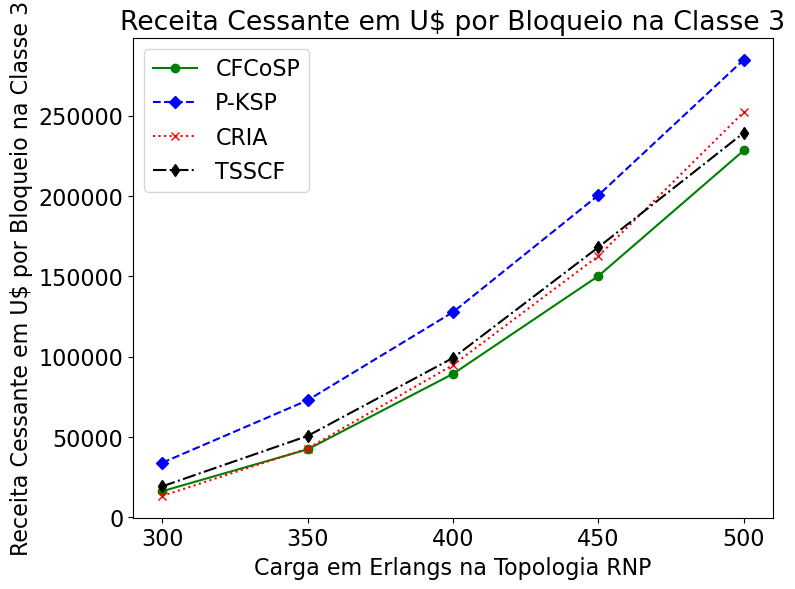 Receita Cessante em U$ por Bloqueio na Classe 3
Receita Cessante em U$ por Bloqueio na Classe 3
CFCoSP
P-KSP
CRIA
TSSCF
250000
200000
150000
100000
50000
0
300 350 400 450 500
Carga em Erlangs na Topologia RNP